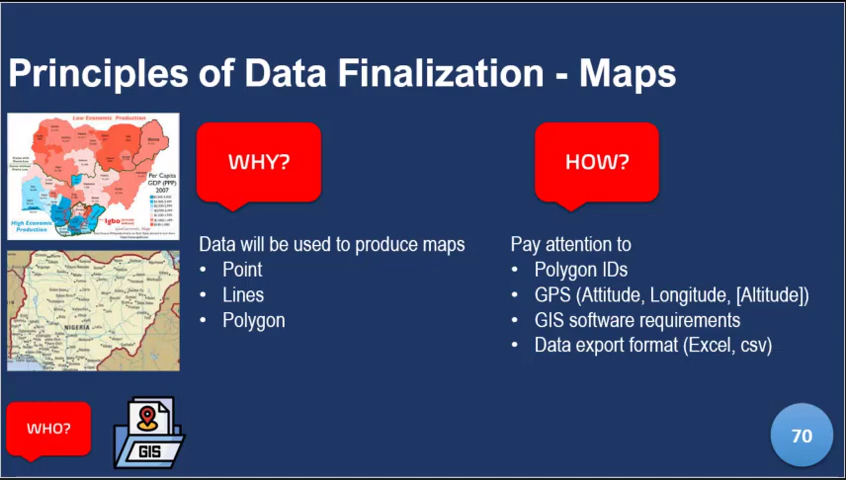 Principles of Data Finalization - Maps
Low Economic Production
Per Capita
GDP (PPP)
2007
High Economic
Production
Igbo
NIGERIA
WHY?
Data will be used to produce maps
• Point
• Lines
• Polygon
HOW?
Pay attention to
• Polygon IDs
• GPS (Attitude, Longitude, [Altitude])
• GIS software requirements
• Data export format (Excel, csv)
WHO?
GIS
70